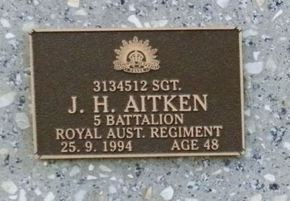 3134512 SGT.
J. H. AITKEN
5 BATTALION
ROYAL AUST. REGIMENT
25. 9. 1994 AGE 48